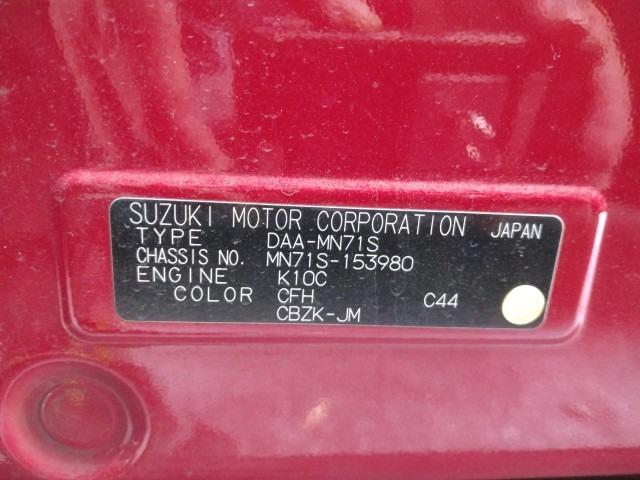 SUZUKI MOTOR CORPORATION JAPAN
TYPE DAA-MN71S
CHASSIS NO. MN71S-153980
ENGINE K10C
COLOR CFH C44
CBZK-JM